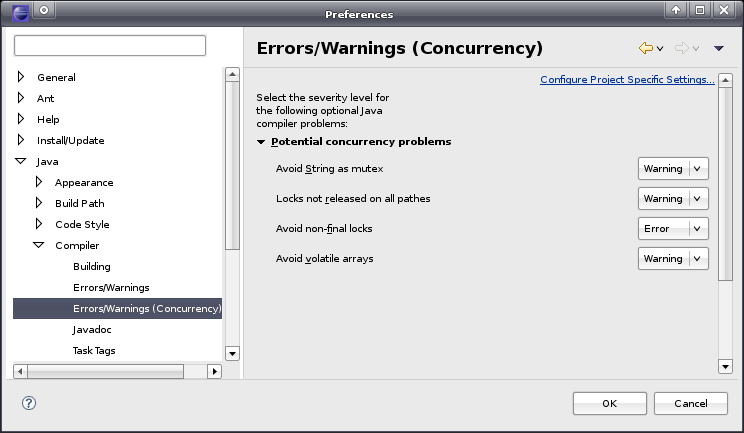 Preferences
General
Ant
Help
Install/Update
Java
Appearance
Build Path
Code Style
Compiler
Building
Errors/Warnings
Errors/Warnings (Concurrency)
Javadoc
Task Tags
Errors/Warnings (Concurrency)
Configure Project Specific Settings...
Select the severity level for
the following optional Java
compiler problems:
Potential concurrency problems
Avoid String as mutex Warning
Locks not released on all pathes Warning
Avoid non-final locks Error
Avoid volatile arrays Warning
?
OK Cancel